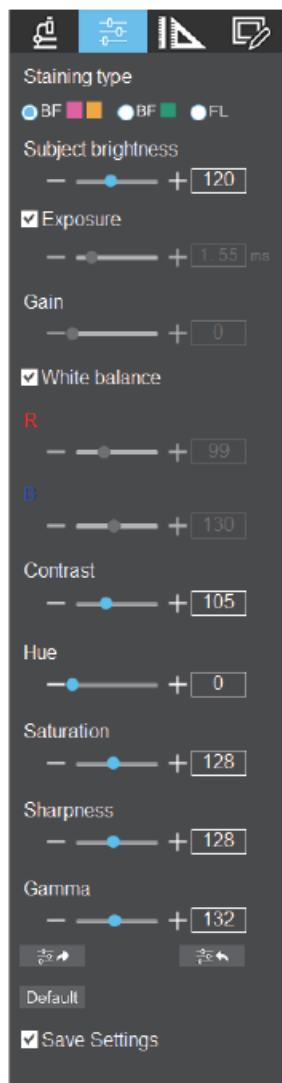 Staining type
BF BF FL
Subject brightness
− + 120
Exposure
− + 1.55 ms
Gain
− + 0
White balance
R
− + 99
B
− + 130
Contrast
− + 105
Hue
− + 0
Saturation
− + 128
Sharpness
− + 128
Gamma
− + 132
Default
Save Settings